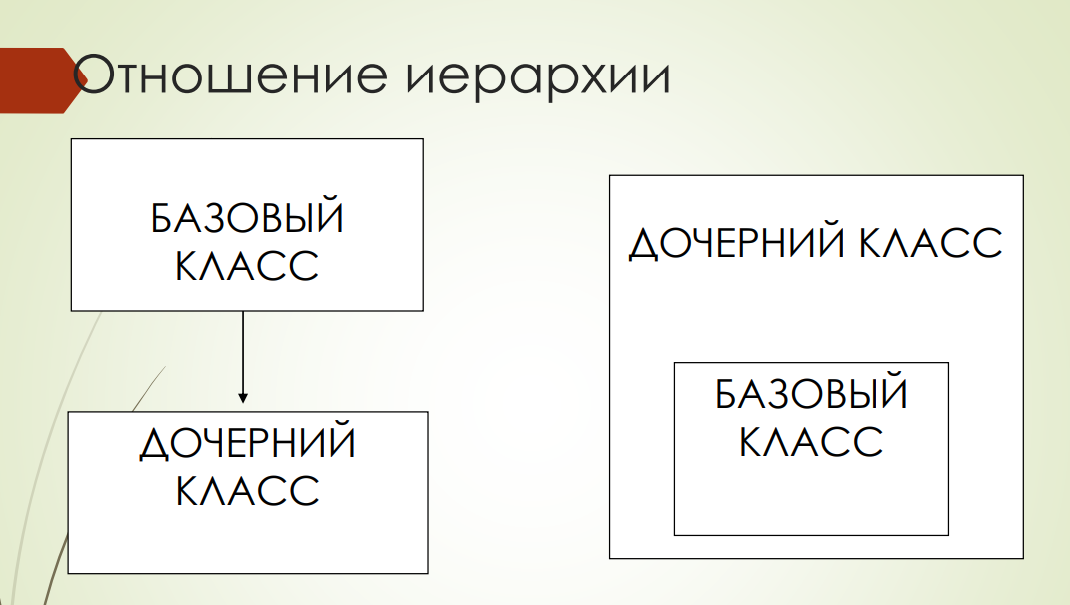 Отношение иерархии
БАЗОВЫЙ
КЛАСС
ДОЧЕРНИЙ
КЛАСС
ДОЧЕРНИЙ КЛАСС
БАЗОВЫЙ
КЛАСС